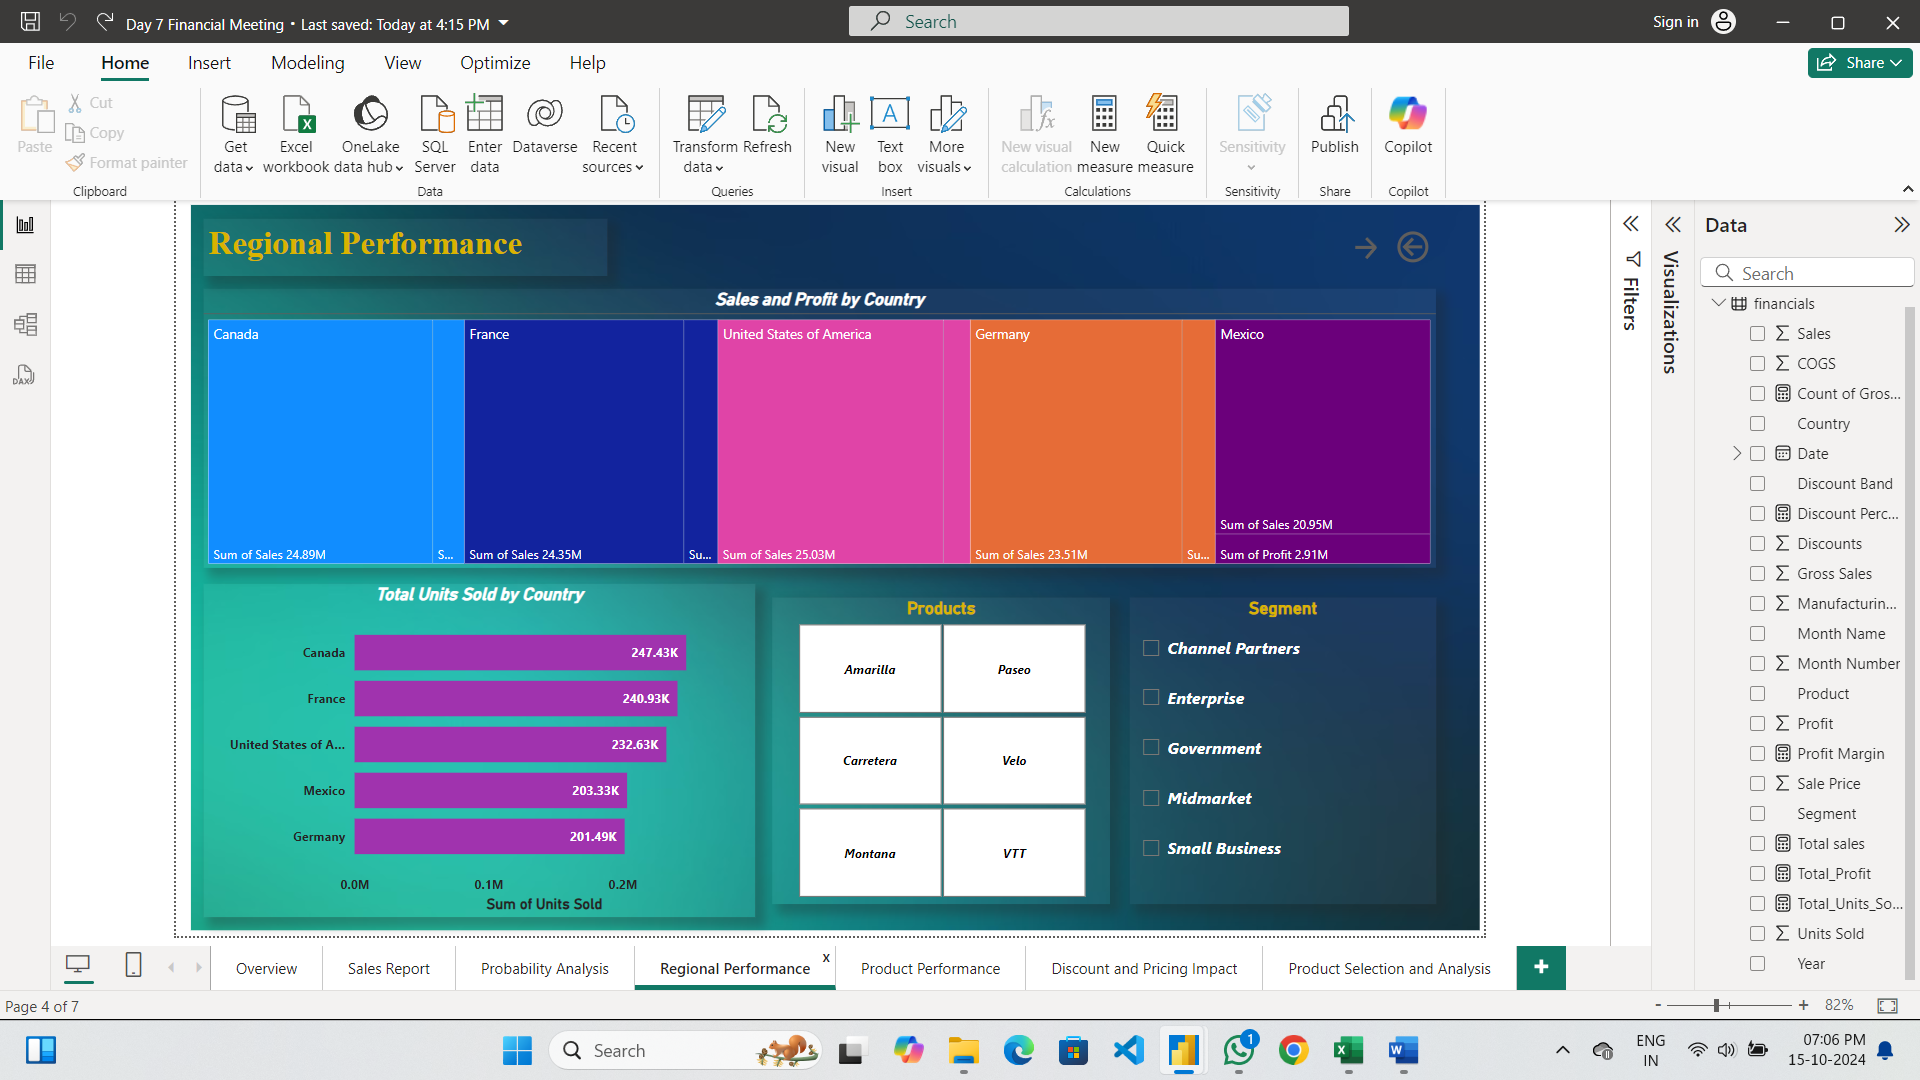 Day 7 Financial Meeting • Last saved: Today at 4:15 PM
Search
Sign in
File Home Insert Modeling View Optimize Help
Share
Paste
Cut
Copy
Format painter
Clipboard
Get data
Excel workbook
OneLake data hub
SQL Server
Enter data
Dataverse
Recent sources
Data
Transform data
Refresh
Queries
New visual
Text box
More visuals
Insert
New visual calculation
New measure
Quick measure
Calculations
Sensitivity
Sensitivity
Publish
Share
Copilot
Copilot
Regional Performance
Sales and Profit by Country
Canada
Sum of Sales 24.89M
S...
France
Sum of Sales 24.35M
Su...
United States of America
Sum of Sales 25.03M
Germany
Sum of Sales 23.51M
Su...
Mexico
Sum of Sales 20.95M
Sum of Profit 2.91M
Total Units Sold by Country
Canada 247.43K
France 240.93K
United States of A... 232.63K
Mexico 203.33K
Germany 201.49K
0.0M 0.1M 0.2M
Sum of Units Sold
Products
Amarilla Paseo
Carretera Velo
Montana VTT
Segment
Channel Partners
Enterprise
Government
Midmarket
Small Business
Filters
Visualizations
Data
Search
financials
Sales
COGS
Count of Gros...
Country
Date
Discount Band
Discount Perc...
Discounts
Gross Sales
Manufacturin...
Month Name
Month Number
Product
Profit
Profit Margin
Sale Price
Segment
Total sales
Total_Profit
Total_Units_So...
Units Sold
Year
Overview Sales Report Probability Analysis Regional Performance x Product Performance Discount and Pricing Impact Product Selection and Analysis +
Page 4 of 7
- + 82%
Search
1
ENG
IN
07:06 PM
15-10-2024